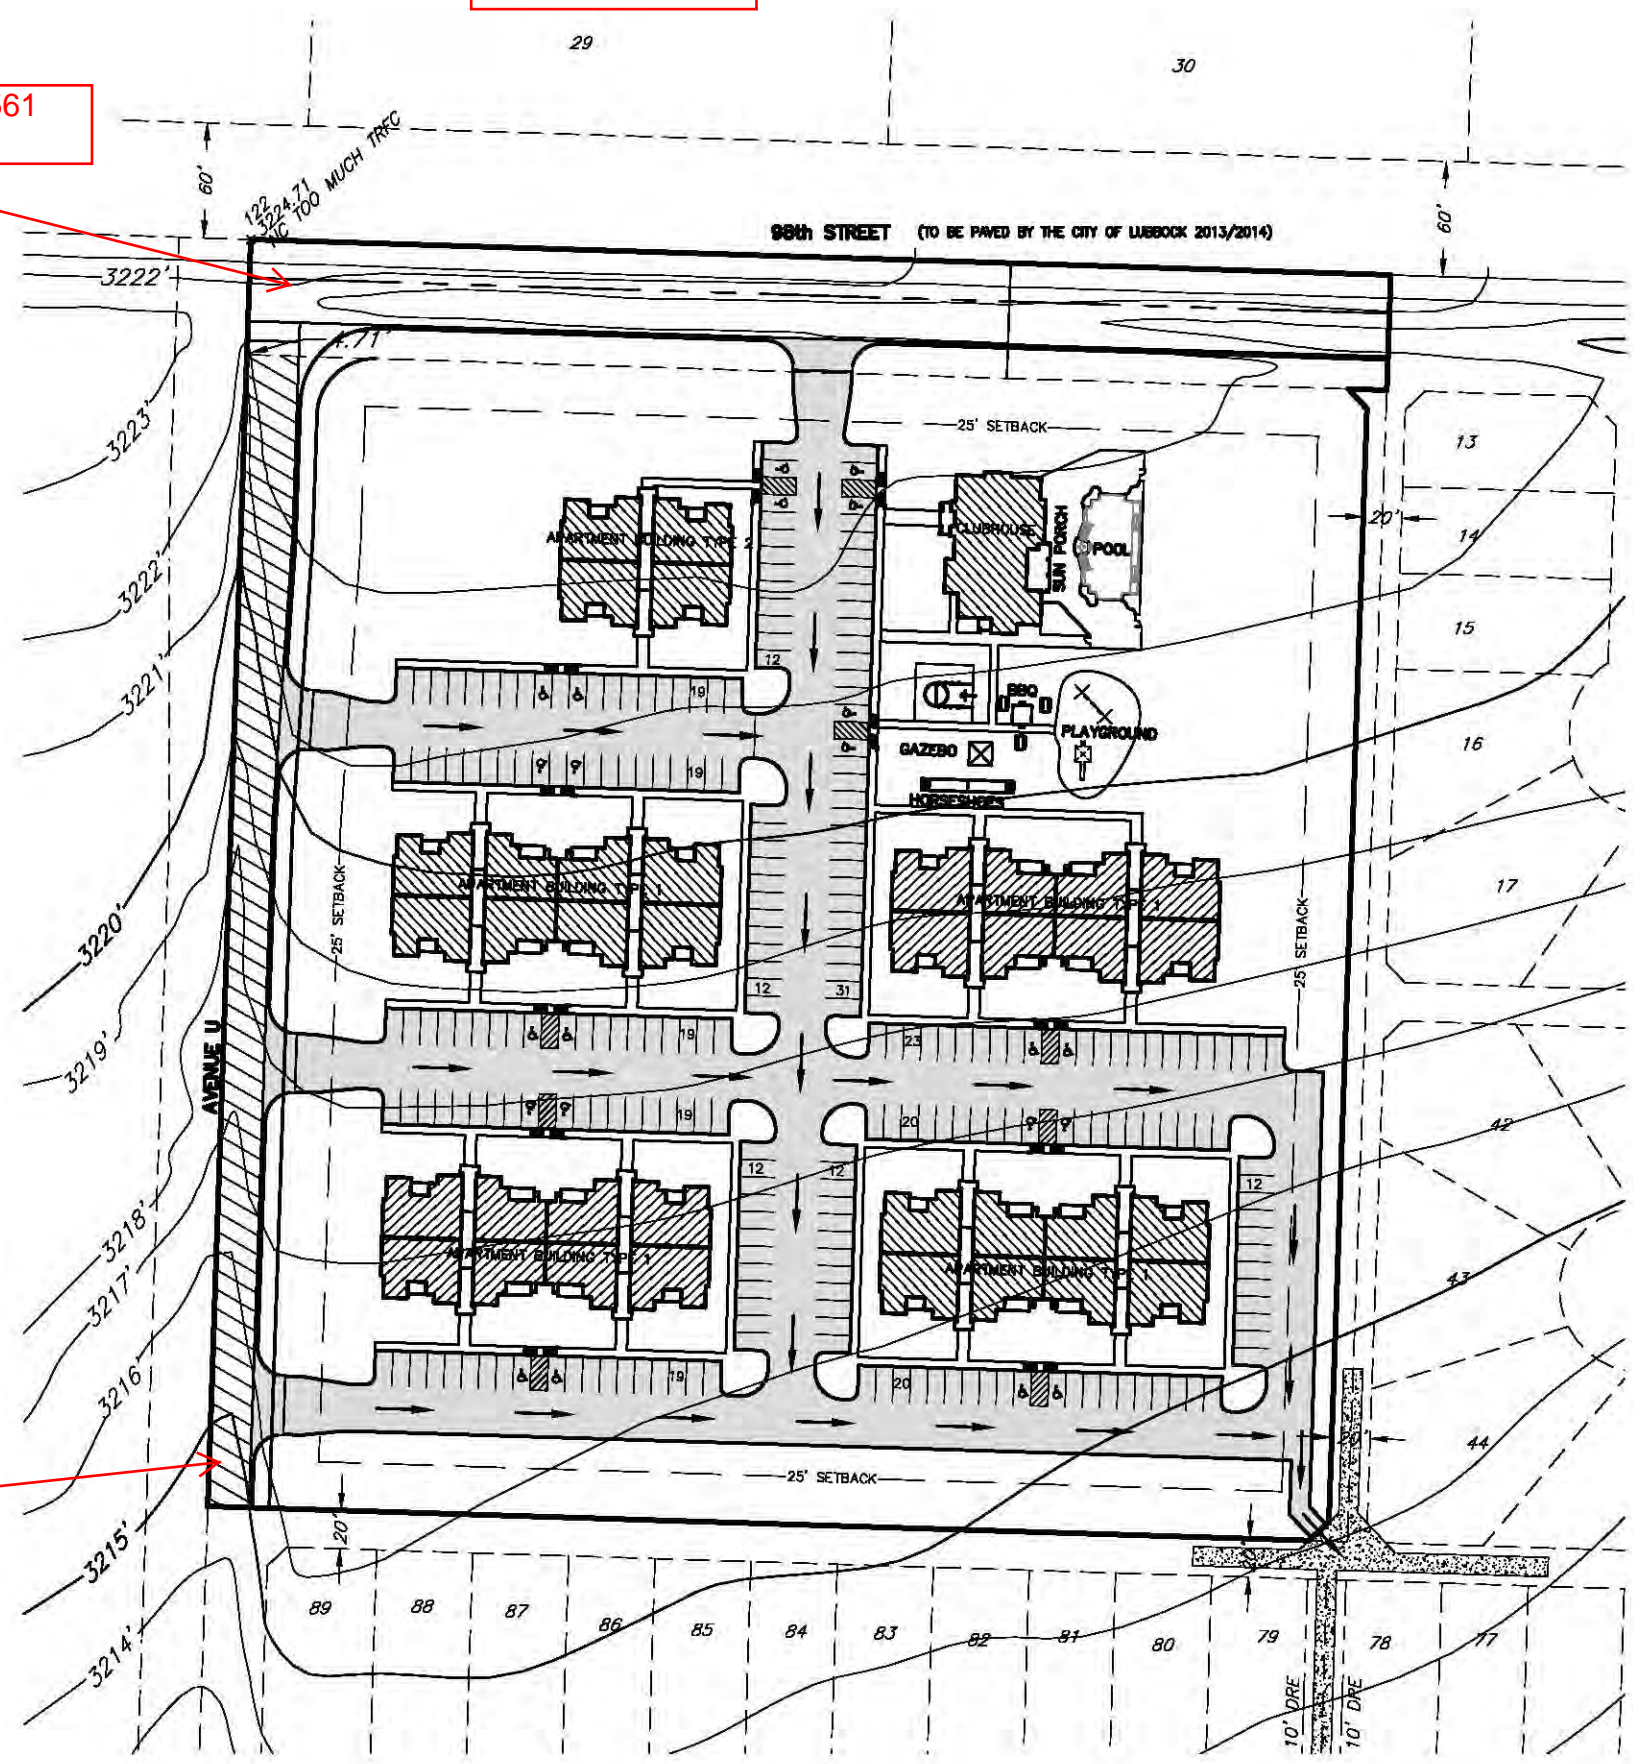 29
30
561
60'
122
3224.71
NC TOO MUCH TRFC
98th STREET (TO BE PAVED BY THE CITY OF LUBBOCK 2013/2014)
60'
3222'
4.71'
3223'
25' SETBACK
13
20'
14
CLUBHOUSE
SUN PORCH
POOL
APARTMENT BUILDING TYPE 2
3222'
15
3221'
12
19
BBQ
PLAYGROUND
GAZEBO
16
19
HORSESHOES
25' SETBACK
APARTMENT BUILDING TYPE 1
APARTMENT BUILDING TYPE 1
17
3220'
25' SETBACK
12
31
3219'
AVENUE U
19
23
19
20
42
12
12
12
3218'
APARTMENT BUILDING TYPE 1
APARTMENT BUILDING TYPE 1
43
3217'
3216'
19
20
44
25' SETBACK
20'
3215'
89
88
87
86
85
84
83
82
81
80
79
78
77
3214'
10' DRE
10' DRE